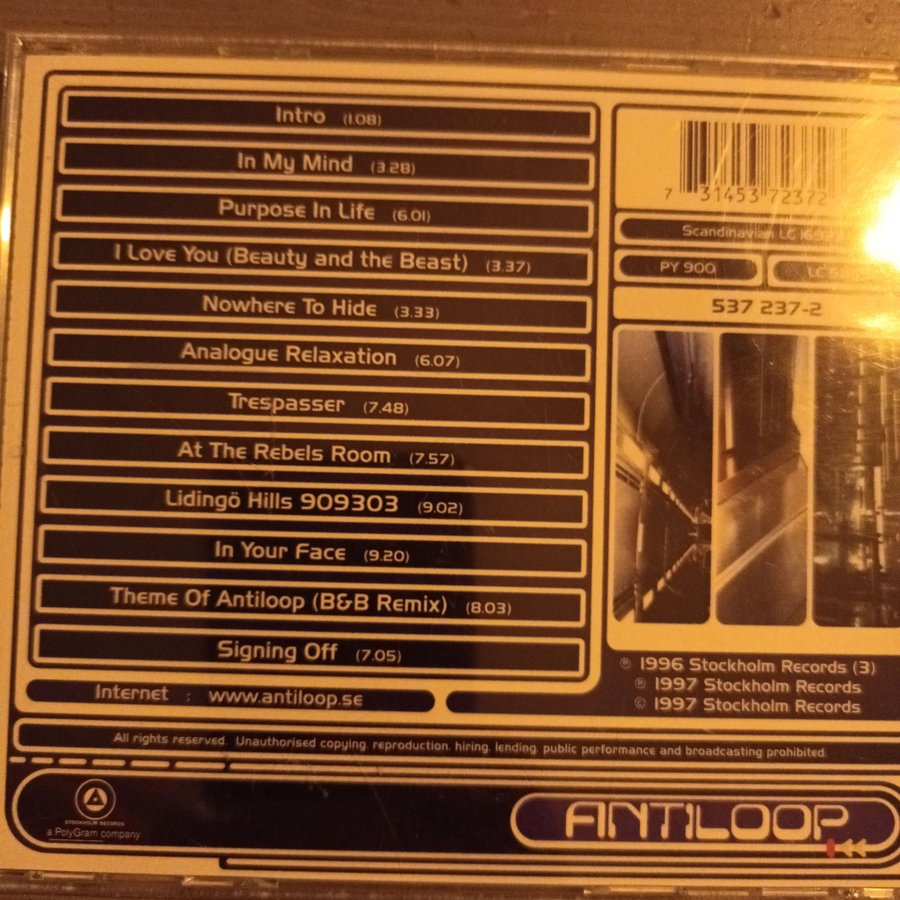 Intro (1.08)
In My Mind (3.28)
Purpose In Life (6.01)
I Love You (Beauty and the Beast) (3.37)
Nowhere To Hide (3.33)
Analogue Relaxation (6.07)
Trespasser (7.48)
At The Rebels Room (7.57)
Lidingö Hills 909303 (9.02)
In Your Face (9.20)
Theme Of Antiloop (B&B Remix) (8.03)
Signing Off (7.05)
Internet : www.antiloop.se
7 31453 72372
Scandinavian LC
PY 900
LC
537 237-2
℗ 1996 Stockholm Records (3)
℗ 1997 Stockholm Records
© 1997 Stockholm Records
All rights reserved. Unauthorised copying, reproduction, hiring, lending, public performance and broadcasting prohibited.
STOCKHOLM RECORDS
a PolyGram company
ANTILOOP